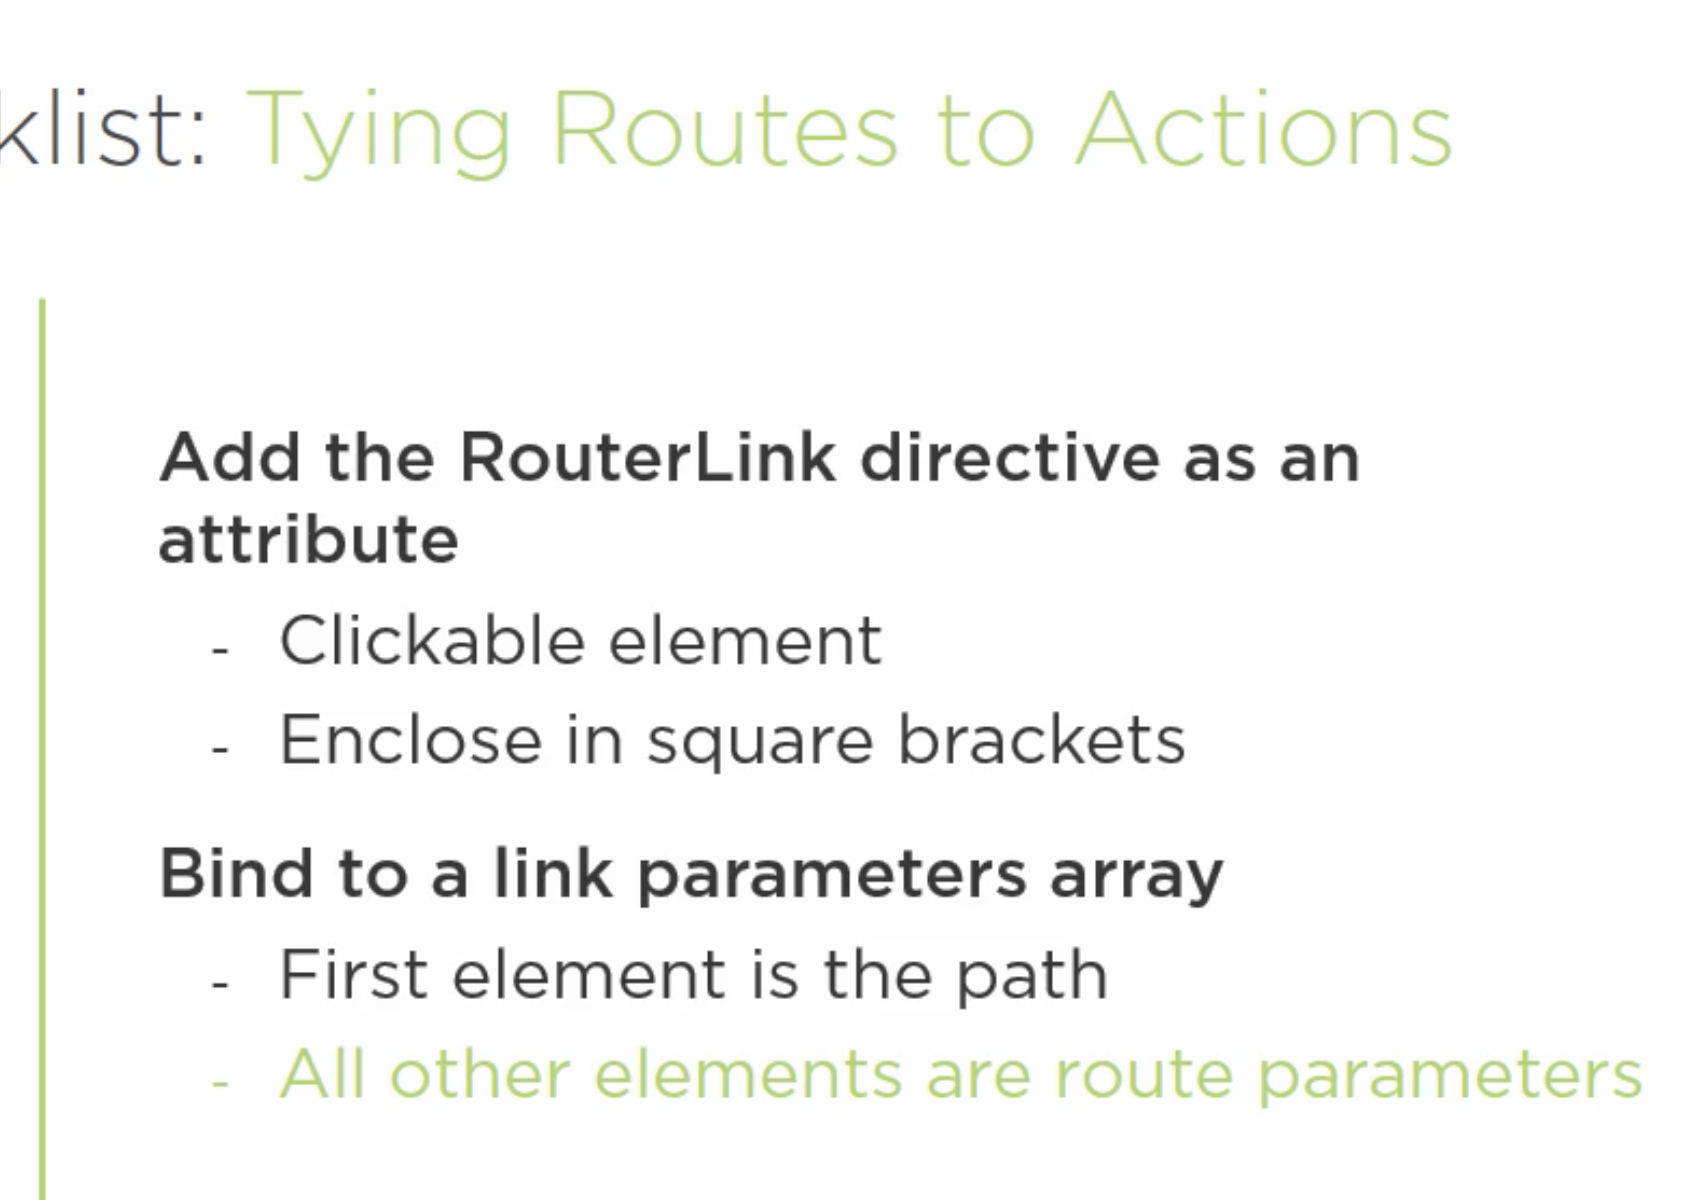 klist: Tying Routes to Actions
Add the RouterLink directive as an
attribute
- Clickable element
- Enclose in square brackets
Bind to a link parameters array
- First element is the path
- All other elements are route parameters